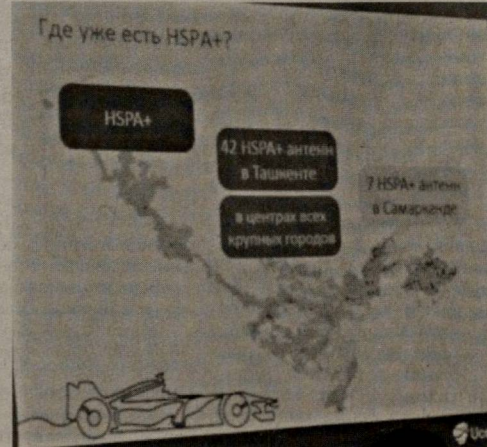 Где уже есть HSPA+?
HSPA+
42 HSPA+ антенн
в Ташкенте
7 HSPA+ антенн
в Самарканде
в центрах всех
крупных городов